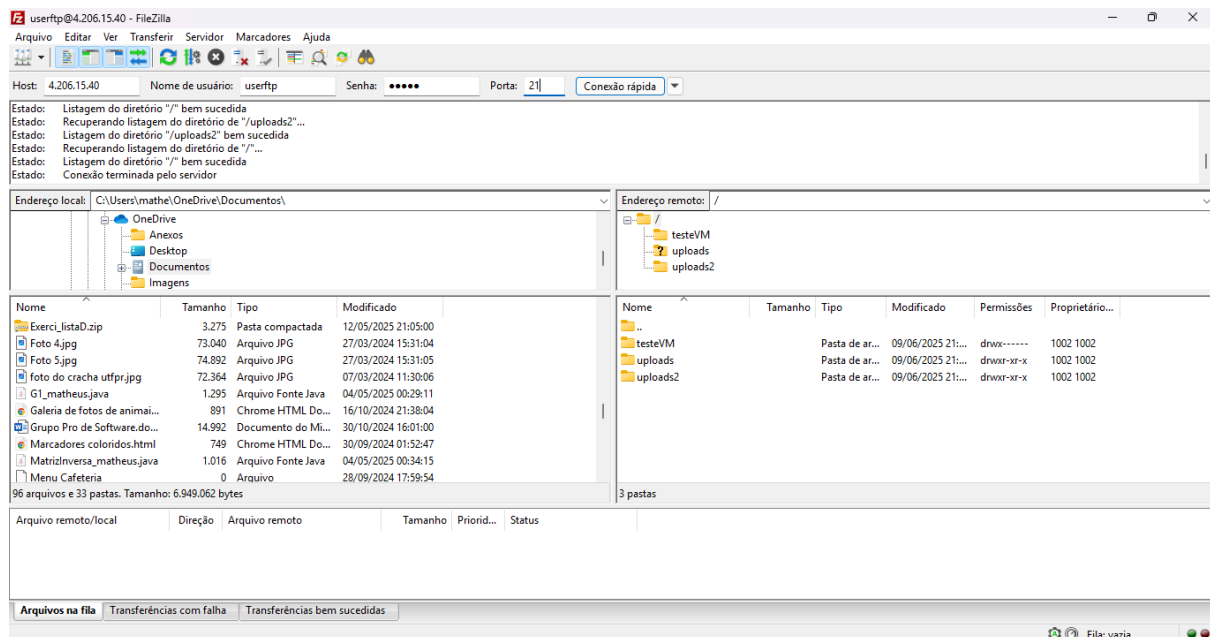 userftp@4.206.15.40 - FileZilla
Arquivo Editar Ver Transferir Servidor Marcadores Ajuda
Host: 4.206.15.40 Nome de usuário: userftp Senha: ●●●●● Porta: 21 Conexão rápida
Estado: Listagem do diretório "/" bem sucedida
Estado: Recuperando listagem do diretório de "/uploads2"...
Estado: Listagem do diretório "/uploads2" bem sucedida
Estado: Recuperando listagem do diretório de "/"...
Estado: Listagem do diretório "/" bem sucedida
Estado: Conexão terminada pelo servidor
Endereço local: C:\Users\mathe\OneDrive\Documentos\
OneDrive
Anexos
Desktop
Documentos
Imagens
Endereço remoto: /
/
testeVM
? uploads
uploads2
Nome Tamanho Tipo Modificado
Exerci_listaD.zip 3.275 Pasta compactada 12/05/2025 21:05:00
Foto 4.jpg 73.040 Arquivo JPG 27/03/2024 15:31:04
Foto 5.jpg 74.892 Arquivo JPG 27/03/2024 15:31:05
foto do cracha utfpr.jpg 72.364 Arquivo JPG 07/03/2024 11:30:06
G1_matheus.java 1.295 Arquivo Fonte Java 04/05/2025 00:29:11
Galeria de fotos de animai... 891 Chrome HTML Do... 16/10/2024 21:38:04
Grupo Pro de Software.do... 14.992 Documento do Mi... 30/10/2024 16:01:00
Marcadores coloridos.html 749 Chrome HTML Do... 30/09/2024 01:52:47
MatrizInversa_matheus.java 1.016 Arquivo Fonte Java 04/05/2025 00:34:15
Menu Cafeteria 0 Arquivo 28/09/2024 17:59:54
96 arquivos e 33 pastas. Tamanho: 6.949.062 bytes
Nome Tamanho Tipo Modificado Permissões Proprietário...
..
testeVM Pasta de ar... 09/06/2025 21:... drwx------ 1002 1002
uploads Pasta de ar... 09/06/2025 21:... drwxr-xr-x 1002 1002
uploads2 Pasta de ar... 09/06/2025 21:... drwxr-xr-x 1002 1002
3 pastas
Arquivo remoto/local Direção Arquivo remoto Tamanho Priorid... Status
Arquivos na fila Transferências com falha Transferências bem sucedidas
Fila: vazia